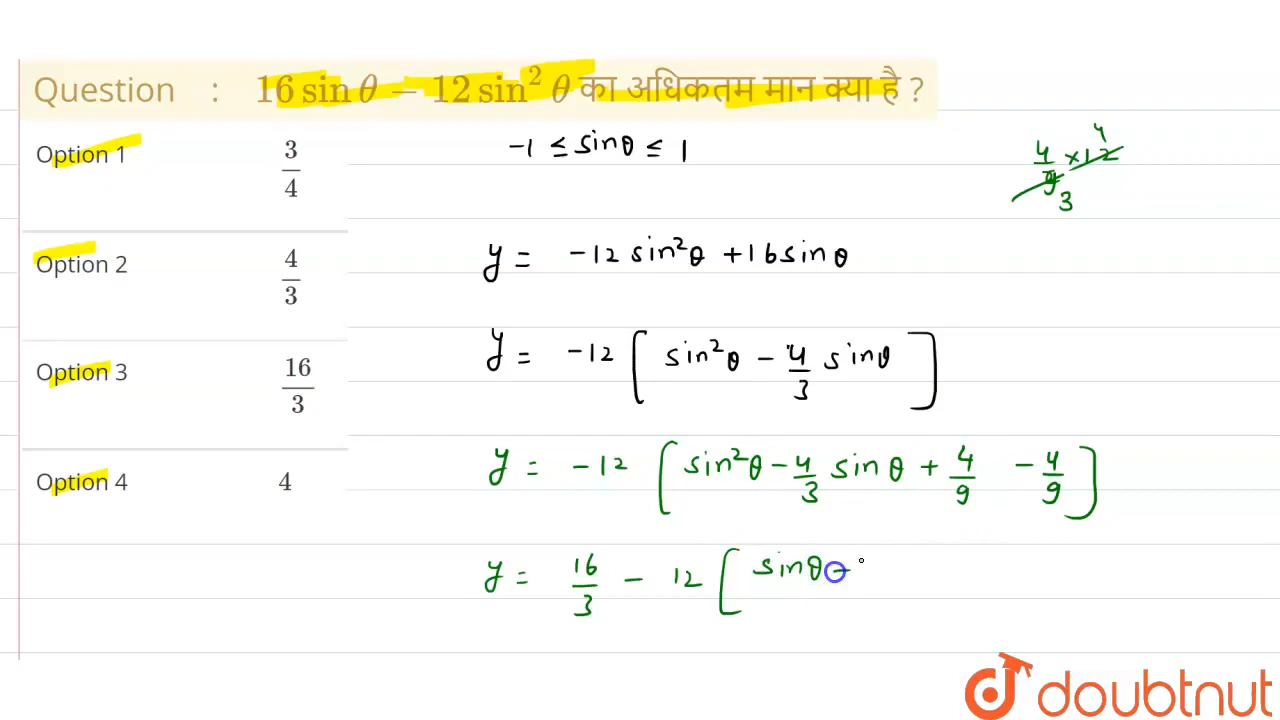 Question : 16 sin θ − 12 sin² θ का अधिकतम मान क्या है ?
Option 1 3/4
Option 2 4/3
Option 3 16/3
Option 4 4
-1 ≤ sinθ ≤ 1
4/9 × 12 4
3
y = -12 sin²θ + 16 sinθ
y = -12 [ sin²θ - 4/3 sinθ ]
y = -12 [ sin²θ - 4/3 sinθ + 4/9 - 4/9 ]
y = 16/3 - 12 [ sinθ -
doubtnut